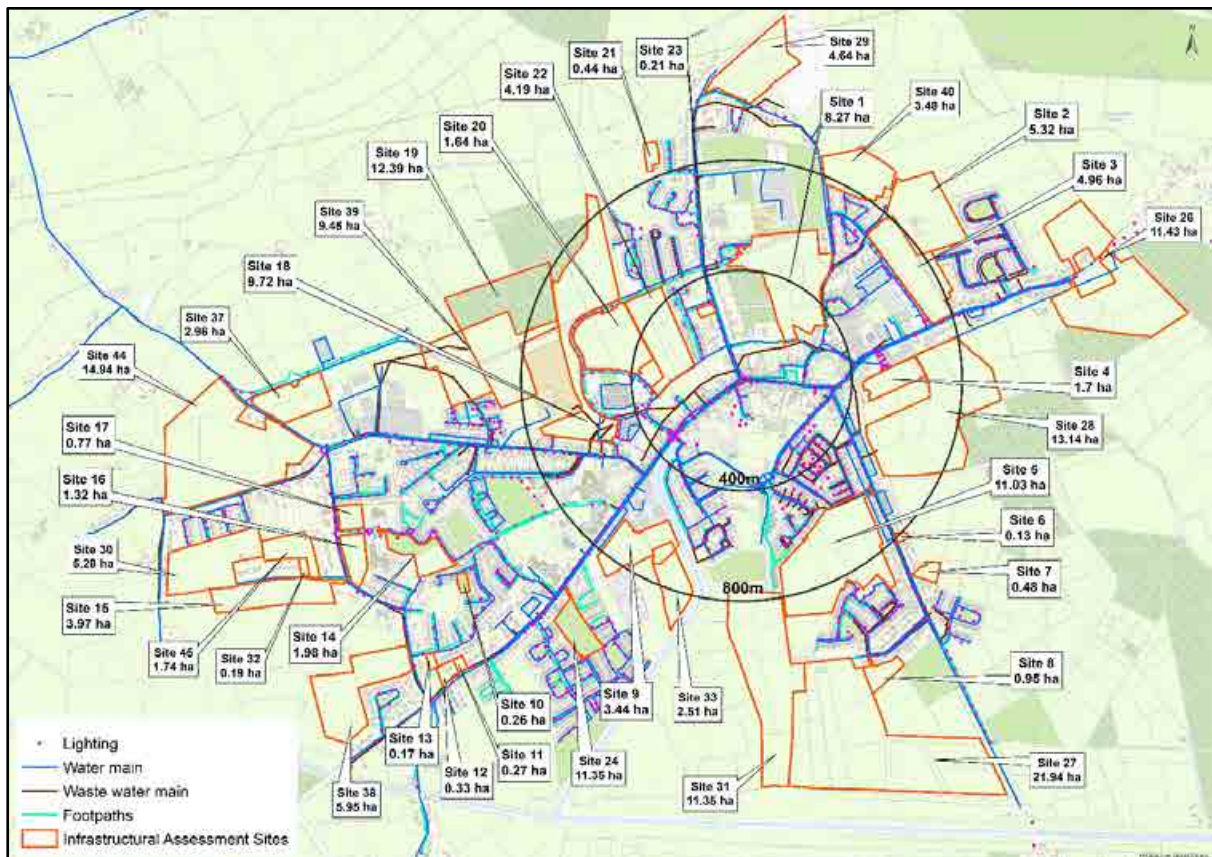 N
Site 29
4.64 ha
Site 23
0.21 ha
Site 21
0.44 ha
Site 22
4.19 ha
Site 1
8.27 ha
Site 40
3.48 ha
Site 2
5.32 ha
Site 20
1.64 ha
Site 3
4.96 ha
Site 19
12.39 ha
Site 39
9.45 ha
Site 26
11.43 ha
Site 18
9.72 ha
Site 37
2.96 ha
Site 44
14.94 ha
Site 4
1.7 ha
Site 28
13.14 ha
Site 17
0.77 ha
Site 16
1.32 ha
400m
Site 5
11.03 ha
Site 6
0.13 ha
Site 30
5.20 ha
Site 7
0.48 ha
800m
Site 15
3.97 ha
Site 45
1.74 ha
Site 32
0.19 ha
Site 14
1.98 ha
Site 8
0.95 ha
Site 10
0.26 ha
Site 9
3.44 ha
Site 33
2.51 ha
Site 13
0.17 ha
Site 11
0.27 ha
Site 12
0.33 ha
Site 24
11.35 ha
Site 31
11.35 ha
Site 27
21.94 ha
Site 38
5.95 ha
Lighting
Water main
Waste water main
Footpaths
Infrastructural Assessment Sites